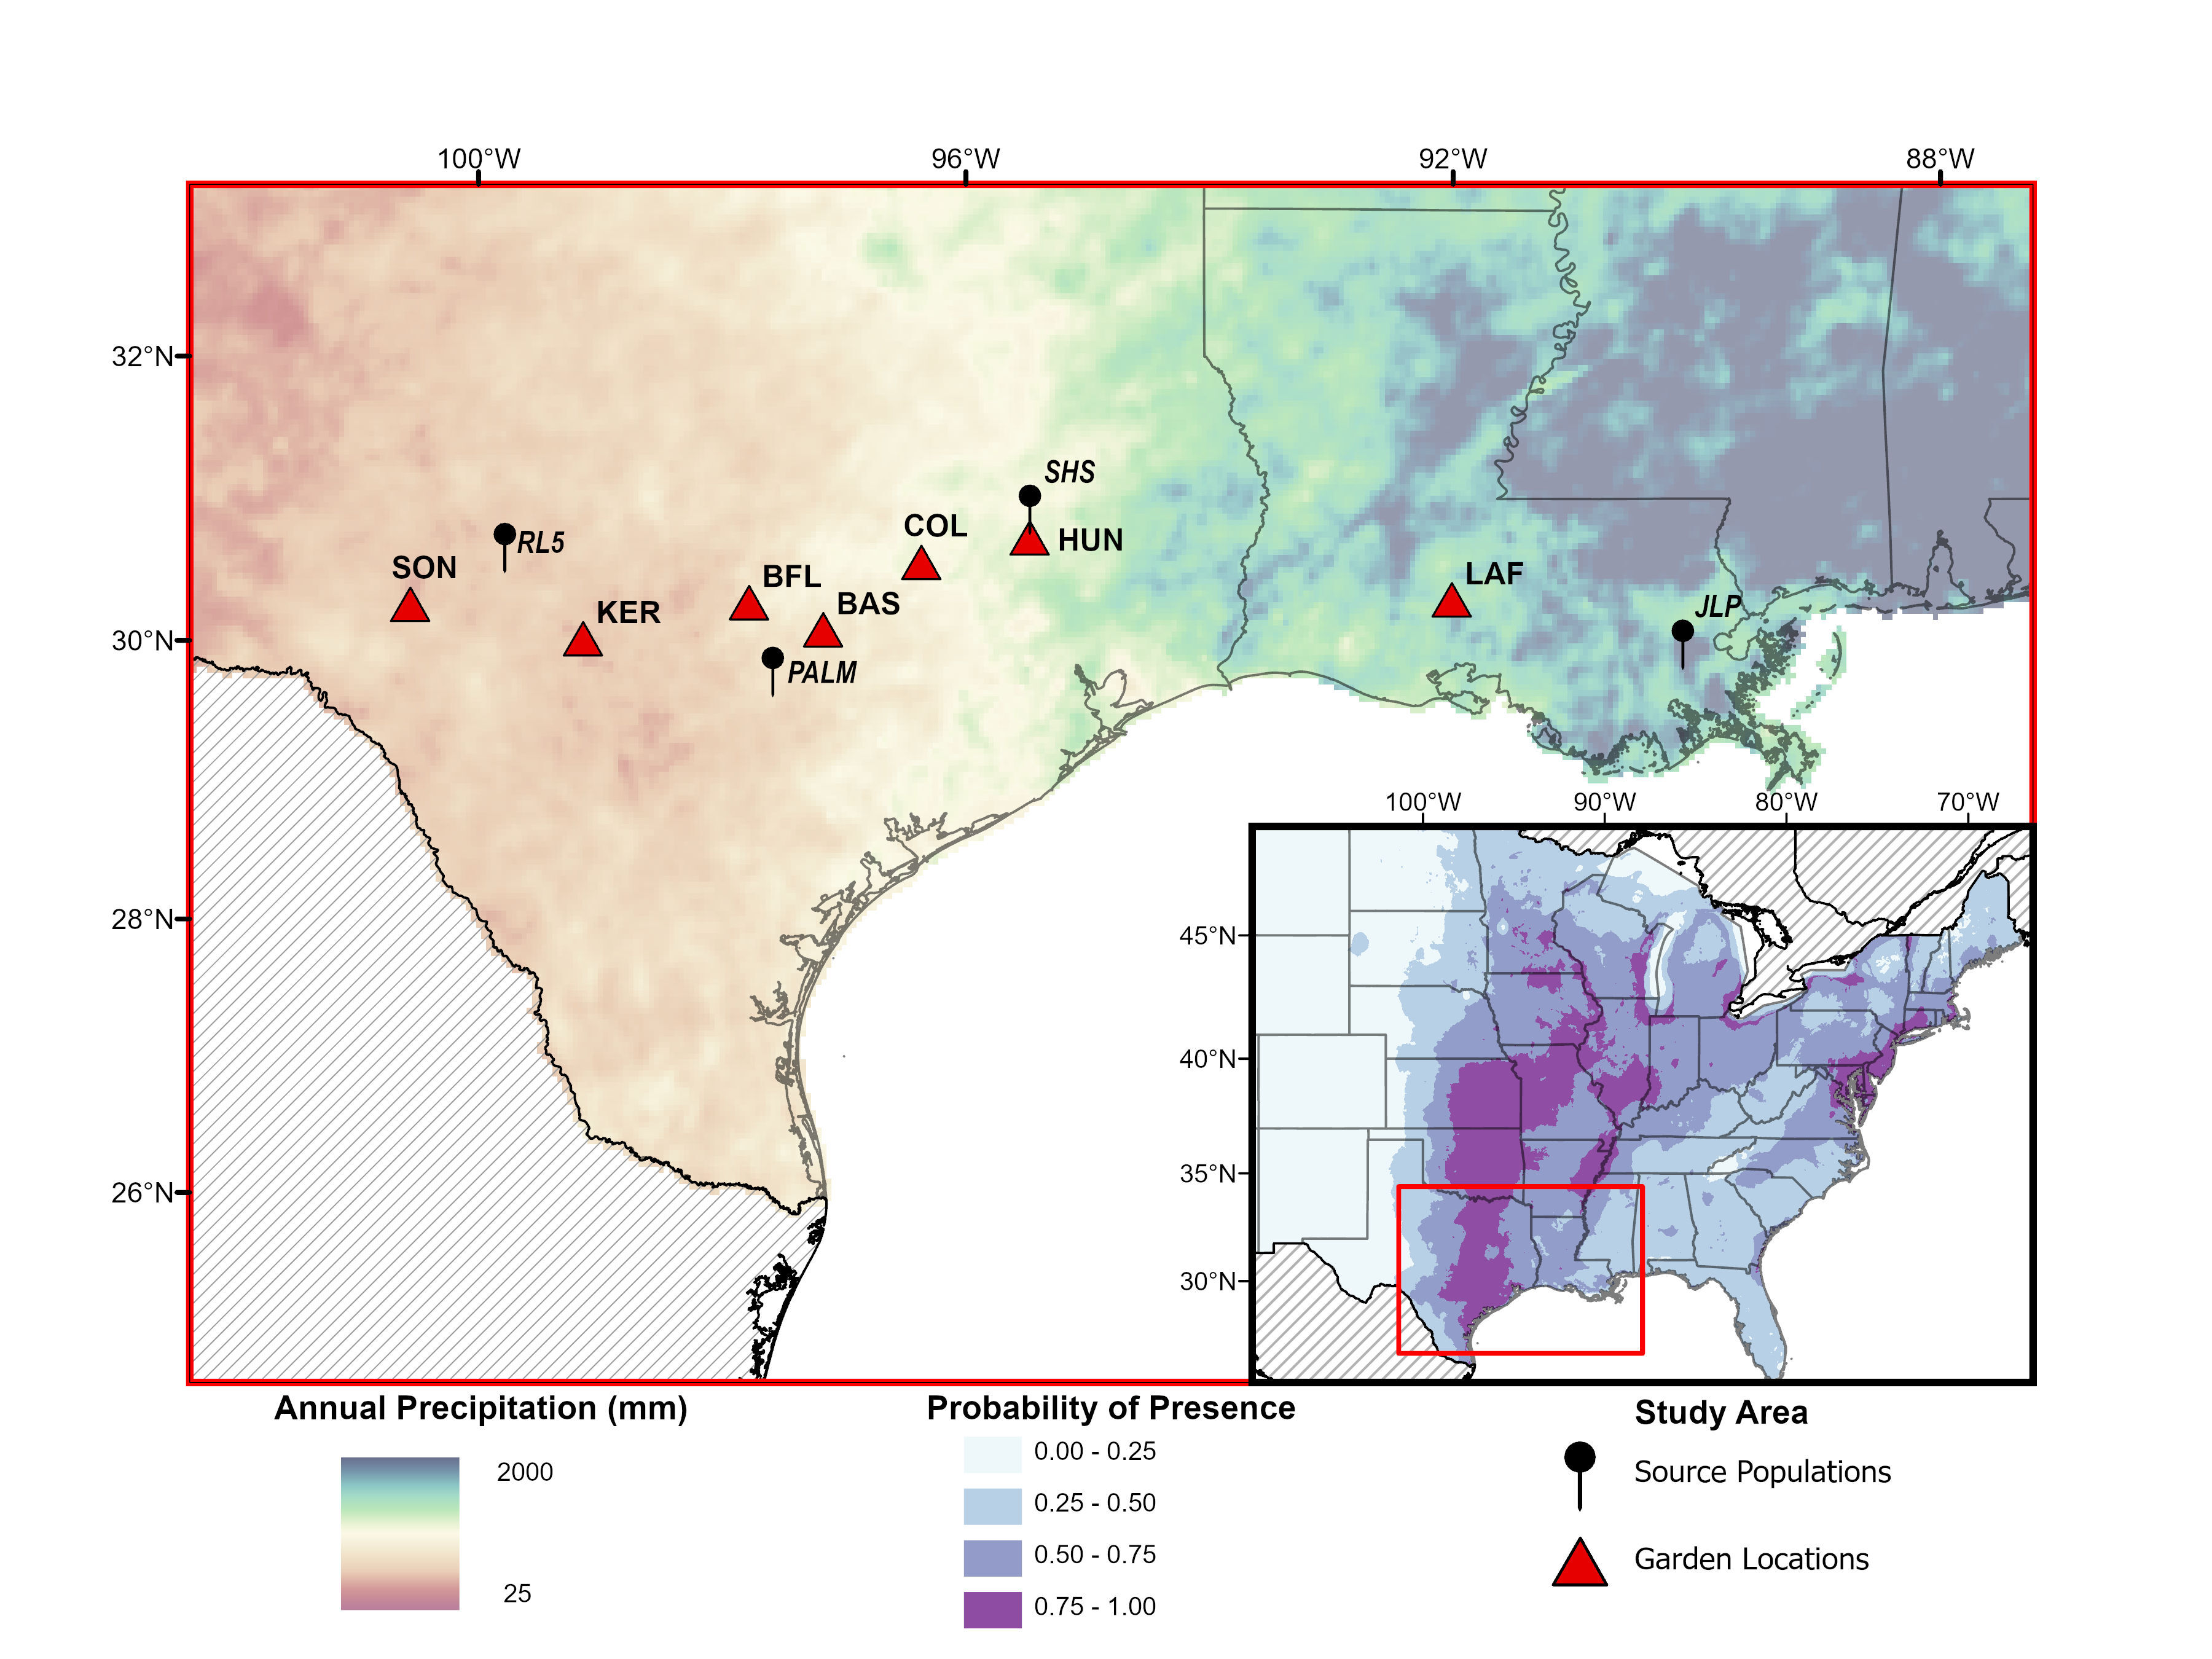 100°W 96°W 92°W 88°W
32°N
SHS
COL
HUN
RL5
SON
BFL
LAF
BAS
JLP
KER
30°N
PALM
100°W 90°W 80°W 70°W
28°N
45°N
40°N
26°N
35°N
30°N
Annual Precipitation (mm)
2000
25
Probability of Presence
0.00 - 0.25
0.25 - 0.50
0.50 - 0.75
0.75 - 1.00
Study Area
Source Populations
Garden Locations